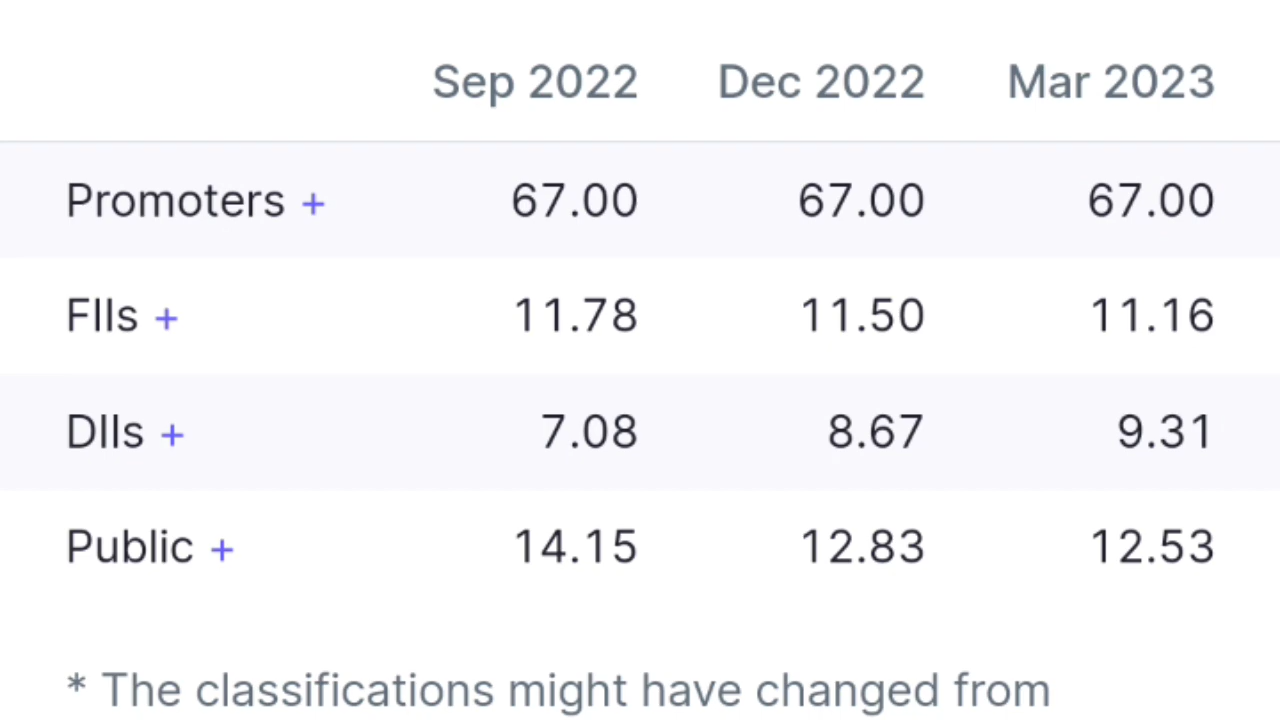 Sep 2022 Dec 2022 Mar 2023
Promoters + 67.00 67.00 67.00
FIIs + 11.78 11.50 11.16
DIIs + 7.08 8.67 9.31
Public + 14.15 12.83 12.53
* The classifications might have changed from